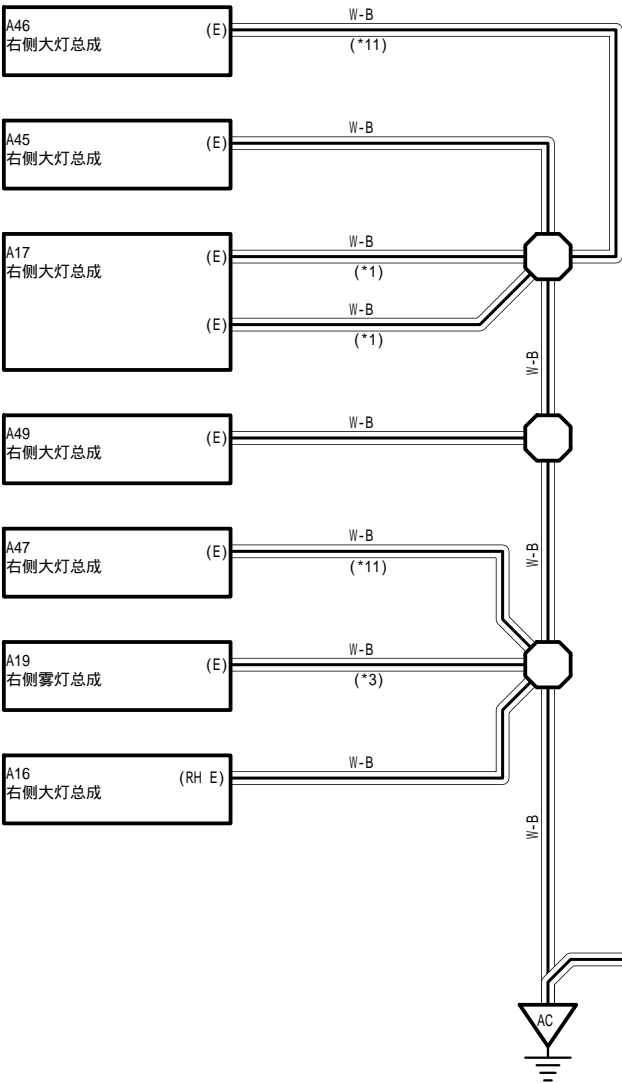 A46
右侧大灯总成
(E)
W-B
(*11)
A45
右侧大灯总成
(E)
W-B
A17
右侧大灯总成
(E)
W-B
(*1)
(E)
W-B
(*1)
W-B
A49
右侧大灯总成
(E)
W-B
A47
右侧大灯总成
(E)
W-B
(*11)
W-B
A19
右侧雾灯总成
(E)
W-B
(*3)
A16
右侧大灯总成
(RH E)
W-B
W-B
AC